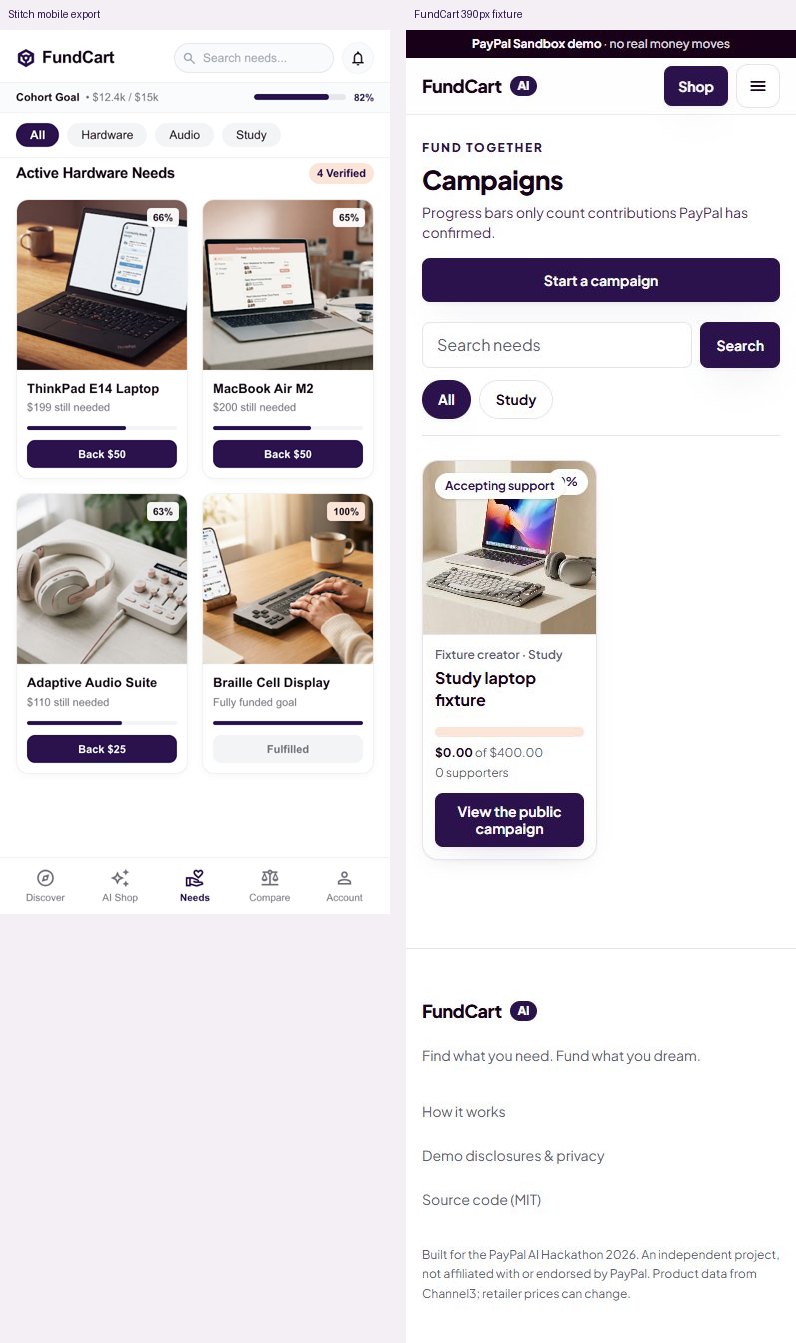 Stitch mobile export
FundCart
Search needs...
Cohort Goal • $12.4k / $15k
82%
All
Hardware
Audio
Study
Active Hardware Needs
4 Verified
66%
ThinkPad E14 Laptop
$199 still needed
Back $50
65%
MacBook Air M2
$200 still needed
Back $50
63%
Adaptive Audio Suite
$110 still needed
Back $25
100%
Braille Cell Display
Fully funded goal
Fulfilled
Discover
AI Shop
Needs
Compare
Account
FundCart 390px fixture
PayPal Sandbox demo · no real money moves
FundCart AI
Shop
FUND TOGETHER
Campaigns
Progress bars only count contributions PayPal has
confirmed.
Start a campaign
Search needs
Search
All
Study
Accepting support
%
Fixture creator · Study
Study laptop
fixture
$0.00 of $400.00
0 supporters
View the public
campaign
FundCart AI
Find what you need. Fund what you dream.
How it works
Demo disclosures & privacy
Source code (MIT)
Built for the PayPal AI Hackathon 2026. An independent project,
not affiliated with or endorsed by PayPal. Product data from
Channel3; retailer prices can change.